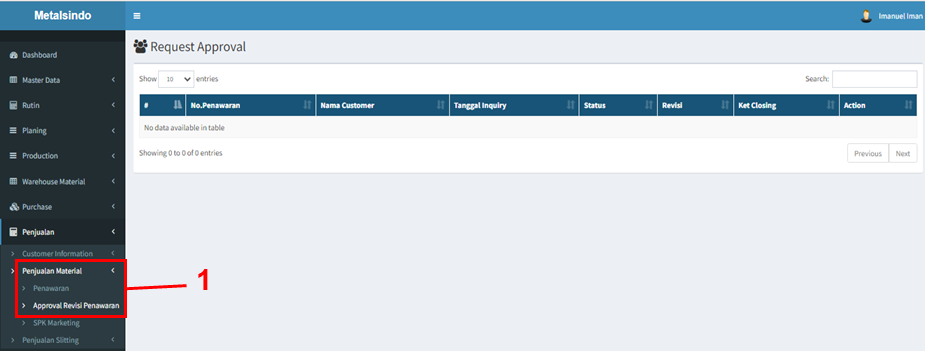 Metalsindo
Imanuel Iman
Dashboard
Master Data
Rutin
Planing
Production
Warehouse Material
Purchase
Penjualan
Customer Information
Penjualan Material
Penawaran
Approval Revisi Penawaran
SPK Marketing
Penjualan Slitting
1
Request Approval
Show 10 entries
Search:
# No.Penawaran Nama Customer Tanggal Inquiry Status Revisi Ket Closing Action
No data available in table
Showing 0 to 0 of 0 entries
Previous Next